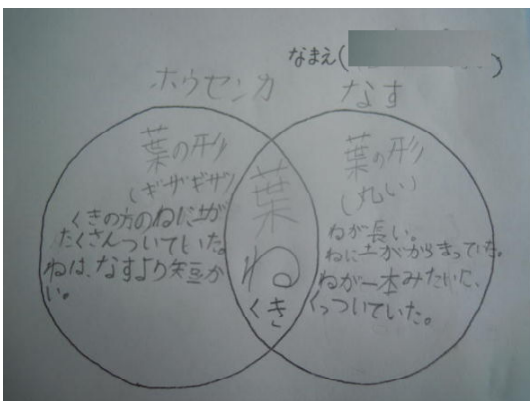 なまえ(
)
ホウセンカ
なす
葉の形
(ギザギザ)
くきの方のねに土が
たくさんついていた。
ねは、なすより短か
い。
葉
ね
くき
葉の形
(丸い)
ねが長い。
ねに土がからまっていた。
ねが一本みたいに、
くっついていた。